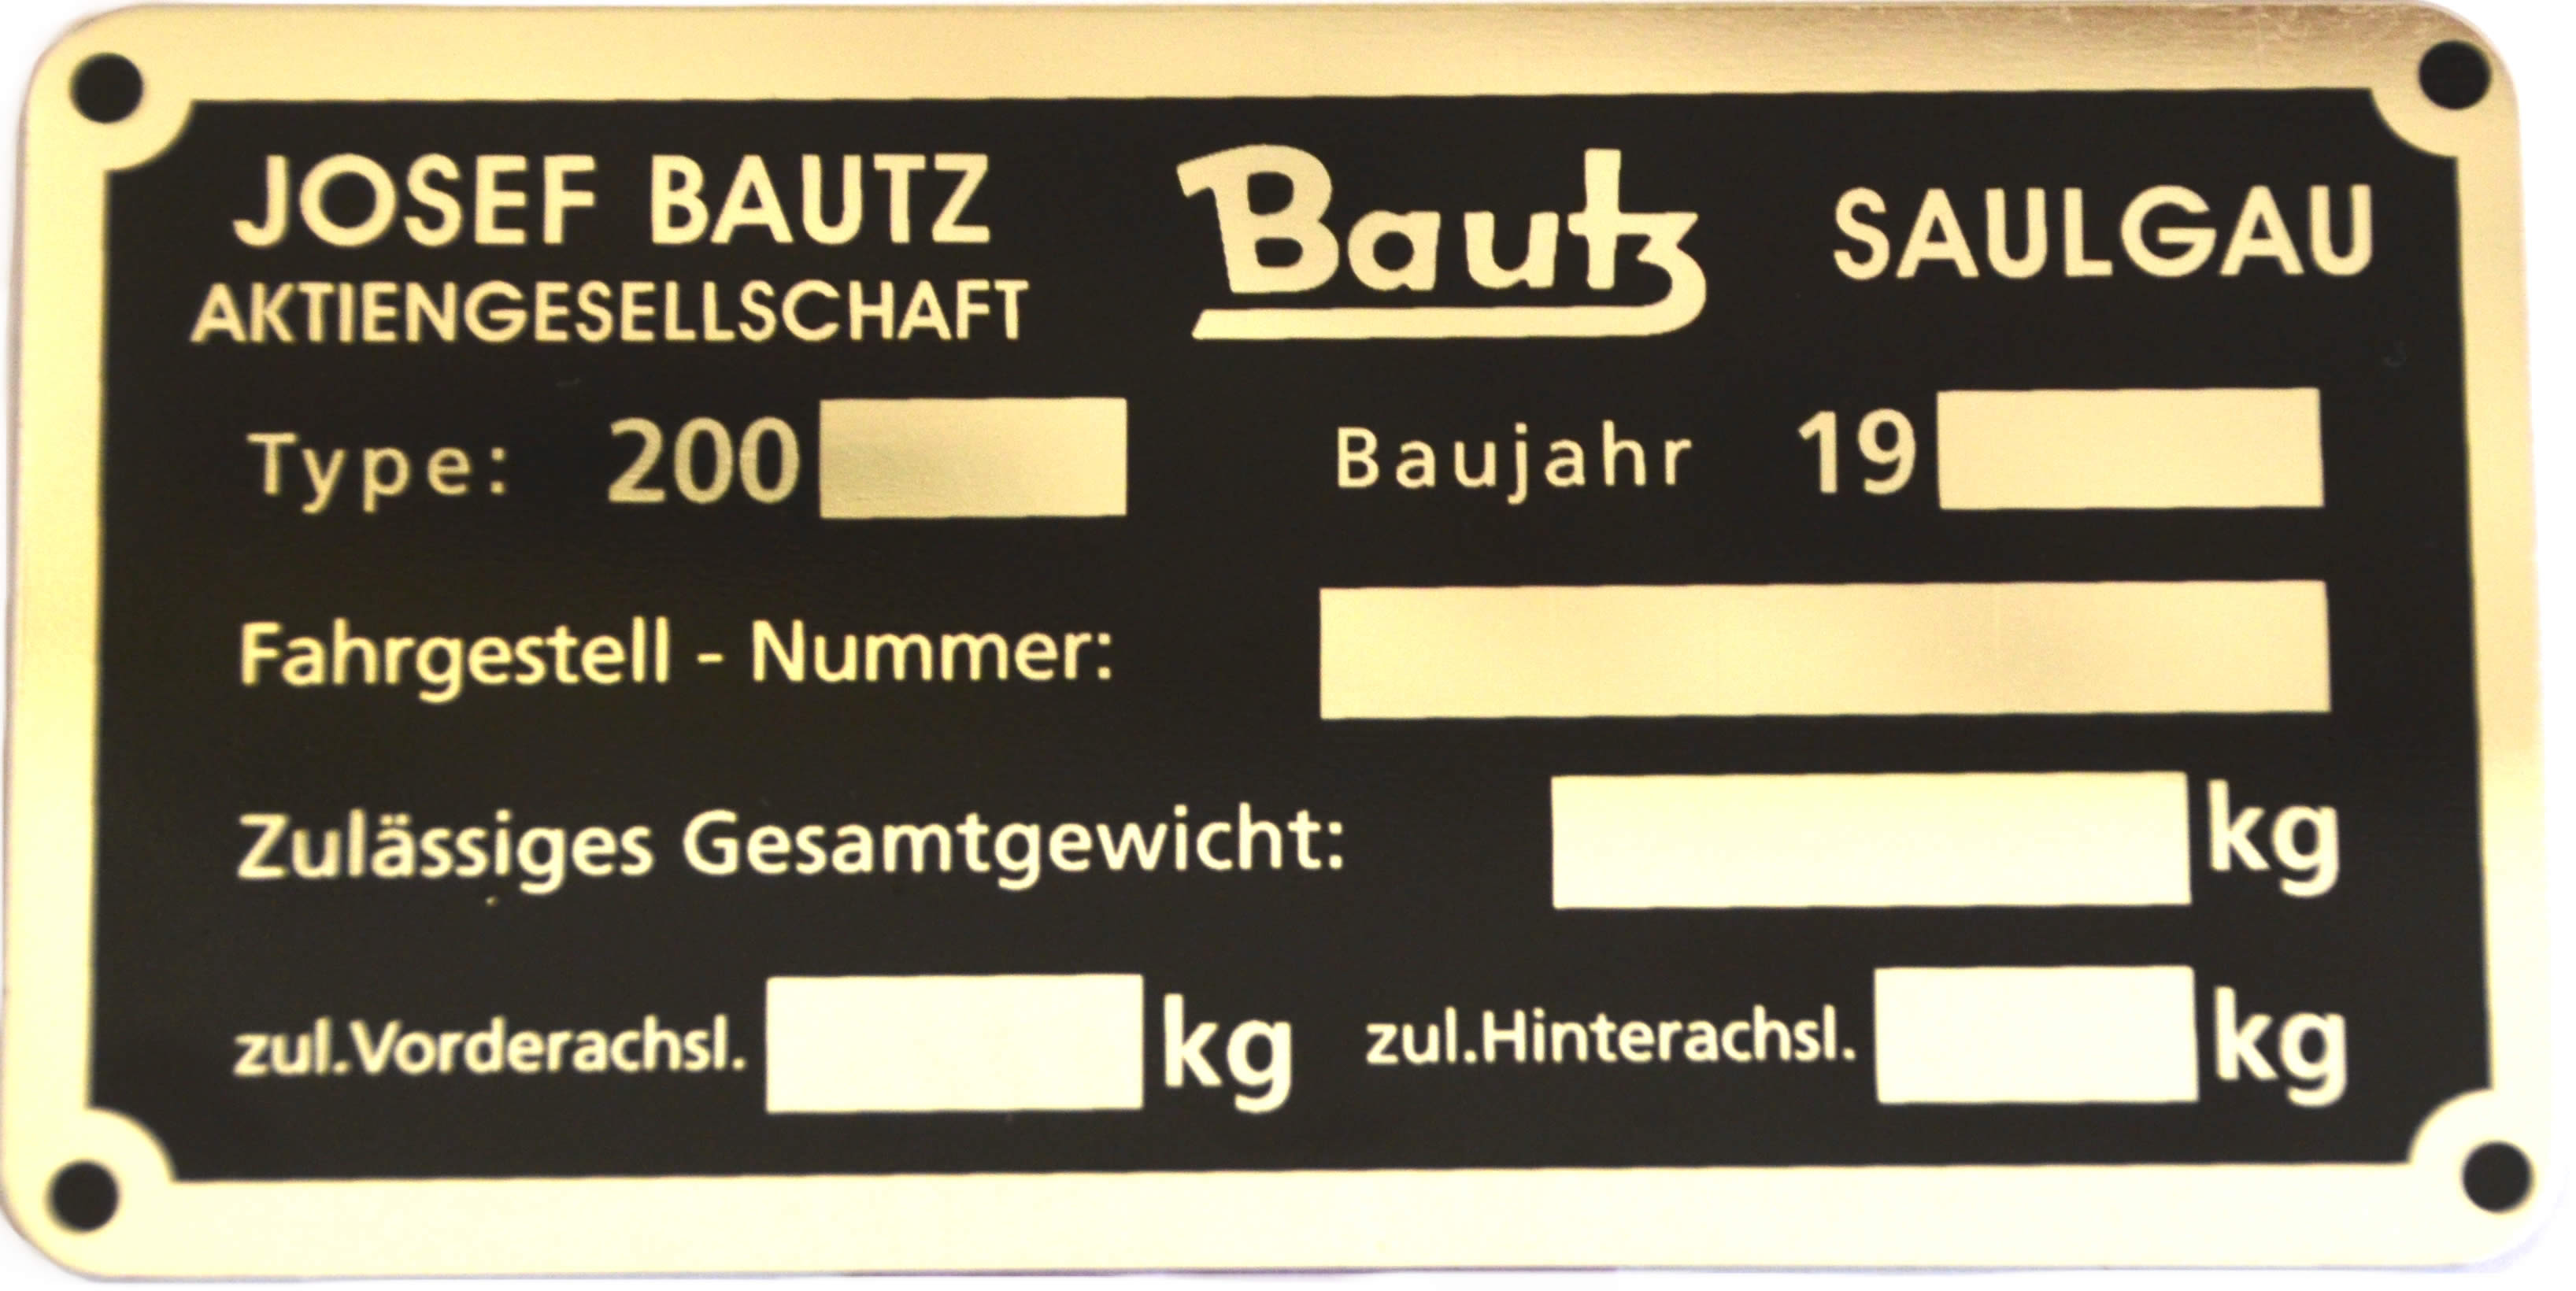 JOSEF BAUTZ Bautz SAULGAU
AKTIENGESELLSCHAFT
Type: 200 Baujahr 19
Fahrgestell - Nummer:
Zulässiges Gesamtgewicht: kg
zul.Vorderachsl. kg zul.Hinterachsl. kg